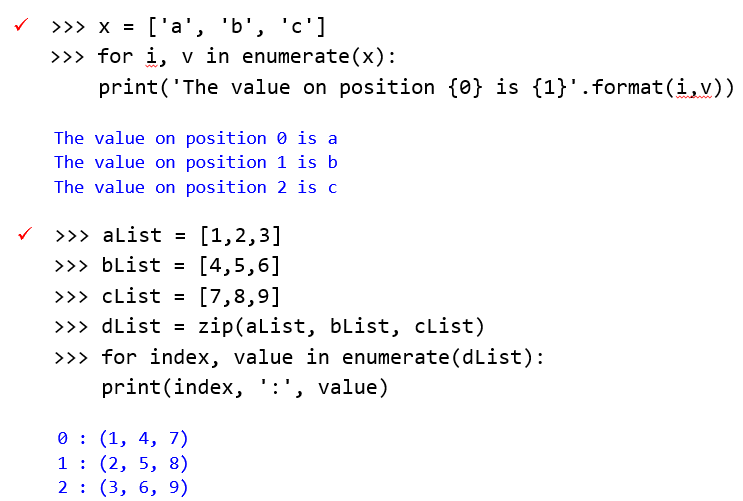 ✓ >>> x = ['a', 'b', 'c']
>>> for i, v in enumerate(x):
print('The value on position {0} is {1}'.format(i,v))
The value on position 0 is a
The value on position 1 is b
The value on position 2 is c
✓ >>> aList = [1,2,3]
>>> bList = [4,5,6]
>>> cList = [7,8,9]
>>> dList = zip(aList, bList, cList)
>>> for index, value in enumerate(dList):
print(index, ':', value)
0 : (1, 4, 7)
1 : (2, 5, 8)
2 : (3, 6, 9)